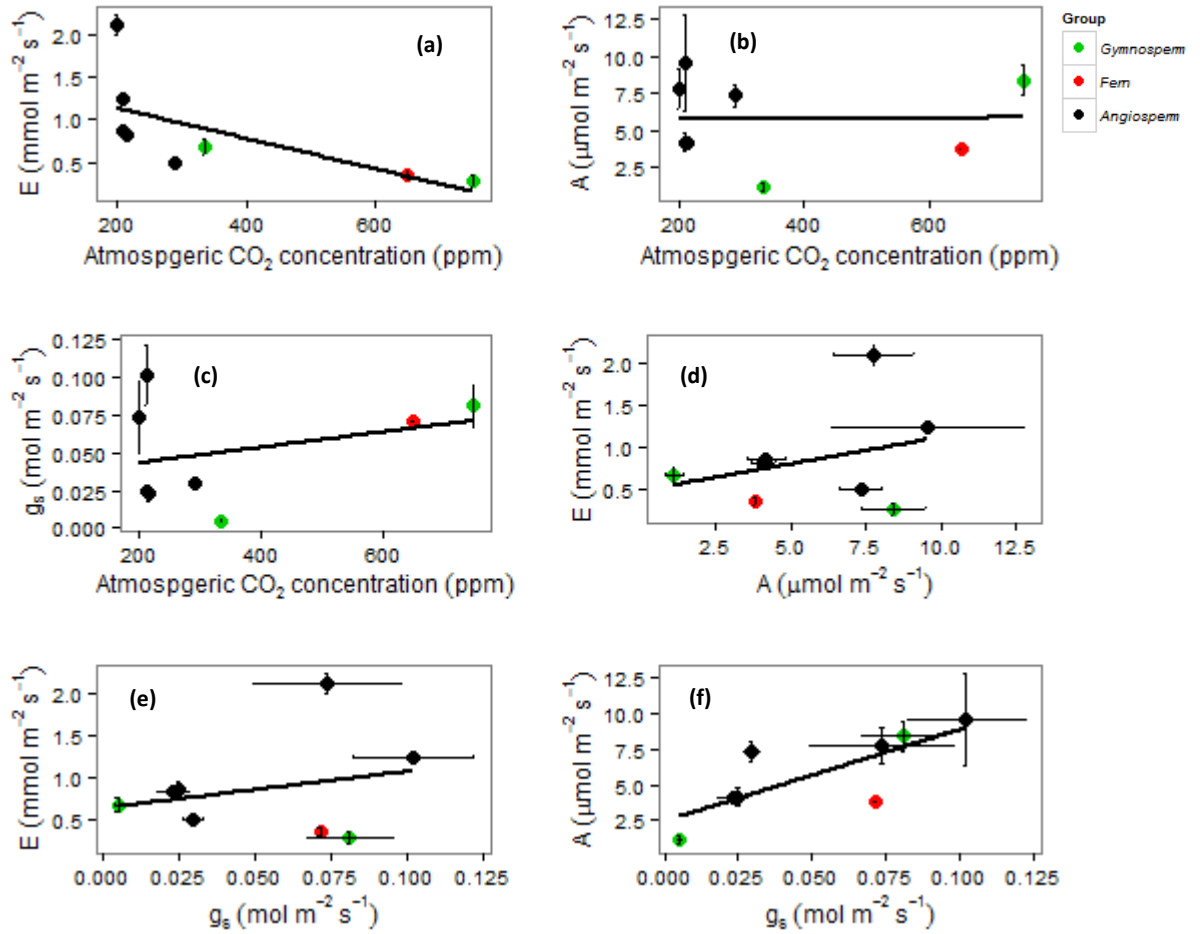 E (mmol m⁻² s⁻¹)
2.0
1.5
1.0
0.5
(a)
200 400 600
Atmospgeric CO₂ concentration (ppm)
A (μmol m⁻² s⁻¹)
12.5
10.0
7.5
5.0
2.5
(b)
200 400 600
Atmospgeric CO₂ concentration (ppm)
Group
Gymnosperm
Fern
Angiosperm
gₛ (mol m⁻² s⁻¹)
0.125
0.100
0.075
0.050
0.025
0.000
(c)
200 400 600
Atmospgeric CO₂ concentration (ppm)
E (mmol m⁻² s⁻¹)
2.0
1.5
1.0
0.5
(d)
2.5 5.0 7.5 10.0 12.5
A (μmol m⁻² s⁻¹)
E (mmol m⁻² s⁻¹)
2.0
1.5
1.0
0.5
(e)
0.000 0.025 0.050 0.075 0.100 0.125
gₛ (mol m⁻² s⁻¹)
A (μmol m⁻² s⁻¹)
12.5
10.0
7.5
5.0
2.5
(f)
0.000 0.025 0.050 0.075 0.100 0.125
gₛ (mol m⁻² s⁻¹)